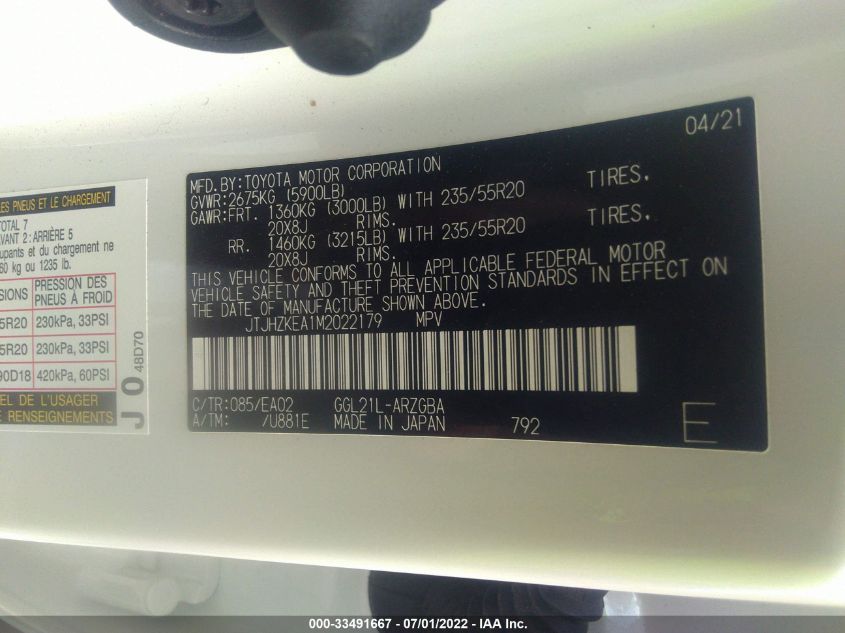 04/21
MFD.BY:TOYOTA MOTOR CORPORATION
GVWR:2675KG (5900LB)
GAWR:FRT. 1360KG (3000LB) WITH 235/55R20 TIRES.
20X8J RIMS.
RR. 1460KG (3215LB) WITH 235/55R20 TIRES.
20X8J RIMS.
THIS VEHICLE CONFORMS TO ALL APPLICABLE FEDERAL MOTOR
VEHICLE SAFETY AND THEFT PREVENTION STANDARDS IN EFFECT ON
THE DATE OF MANUFACTURE SHOWN ABOVE.
JTJHZKEA1M2022179 MPV
C/TR:085/EA02 GGL21L-ARZGBA
A/TM: /U881E MADE IN JAPAN 792 E
LES PNEUS ET LE CHARGEMENT
TOTAL 7
AVANT 2: ARRIÈRE 5
et du chargement ne
60 kg ou 1235 lb.
PRESSION DES
PNEUS À FROID
5R20 230kPa, 33PSI
5R20 230kPa, 33PSI
90D18 420kPa, 60PSI
EL DE L'USAGER
RENSEIGNEMENTS
J 0 48D70
000-33491667 / 07/01/2022 - IAA Inc.